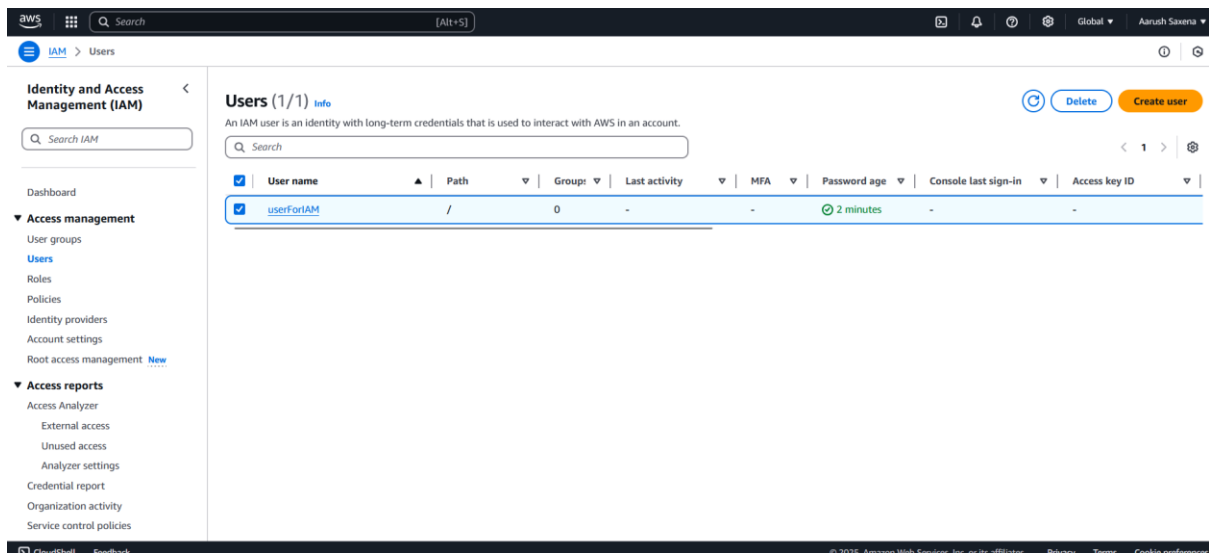 aws Search [Alt+S] Global Aarush Saxena
IAM > Users
Identity and Access Management (IAM)
Search IAM
Dashboard
Access management
User groups
Users
Roles
Policies
Identity providers
Account settings
Root access management New
Access reports
Access Analyzer
External access
Unused access
Analyzer settings
Credential report
Organization activity
Service control policies
Users (1/1) Info
Delete
Create user
An IAM user is an identity with long-term credentials that is used to interact with AWS in an account.
Search
1
User name Path Groups Last activity MFA Password age Console last sign-in Access key ID
userForIAM / 0 - - 2 minutes - -
CloudShell Feedback © 2025, Amazon Web Services, Inc. or its affiliates. Privacy Terms Cookie preferences